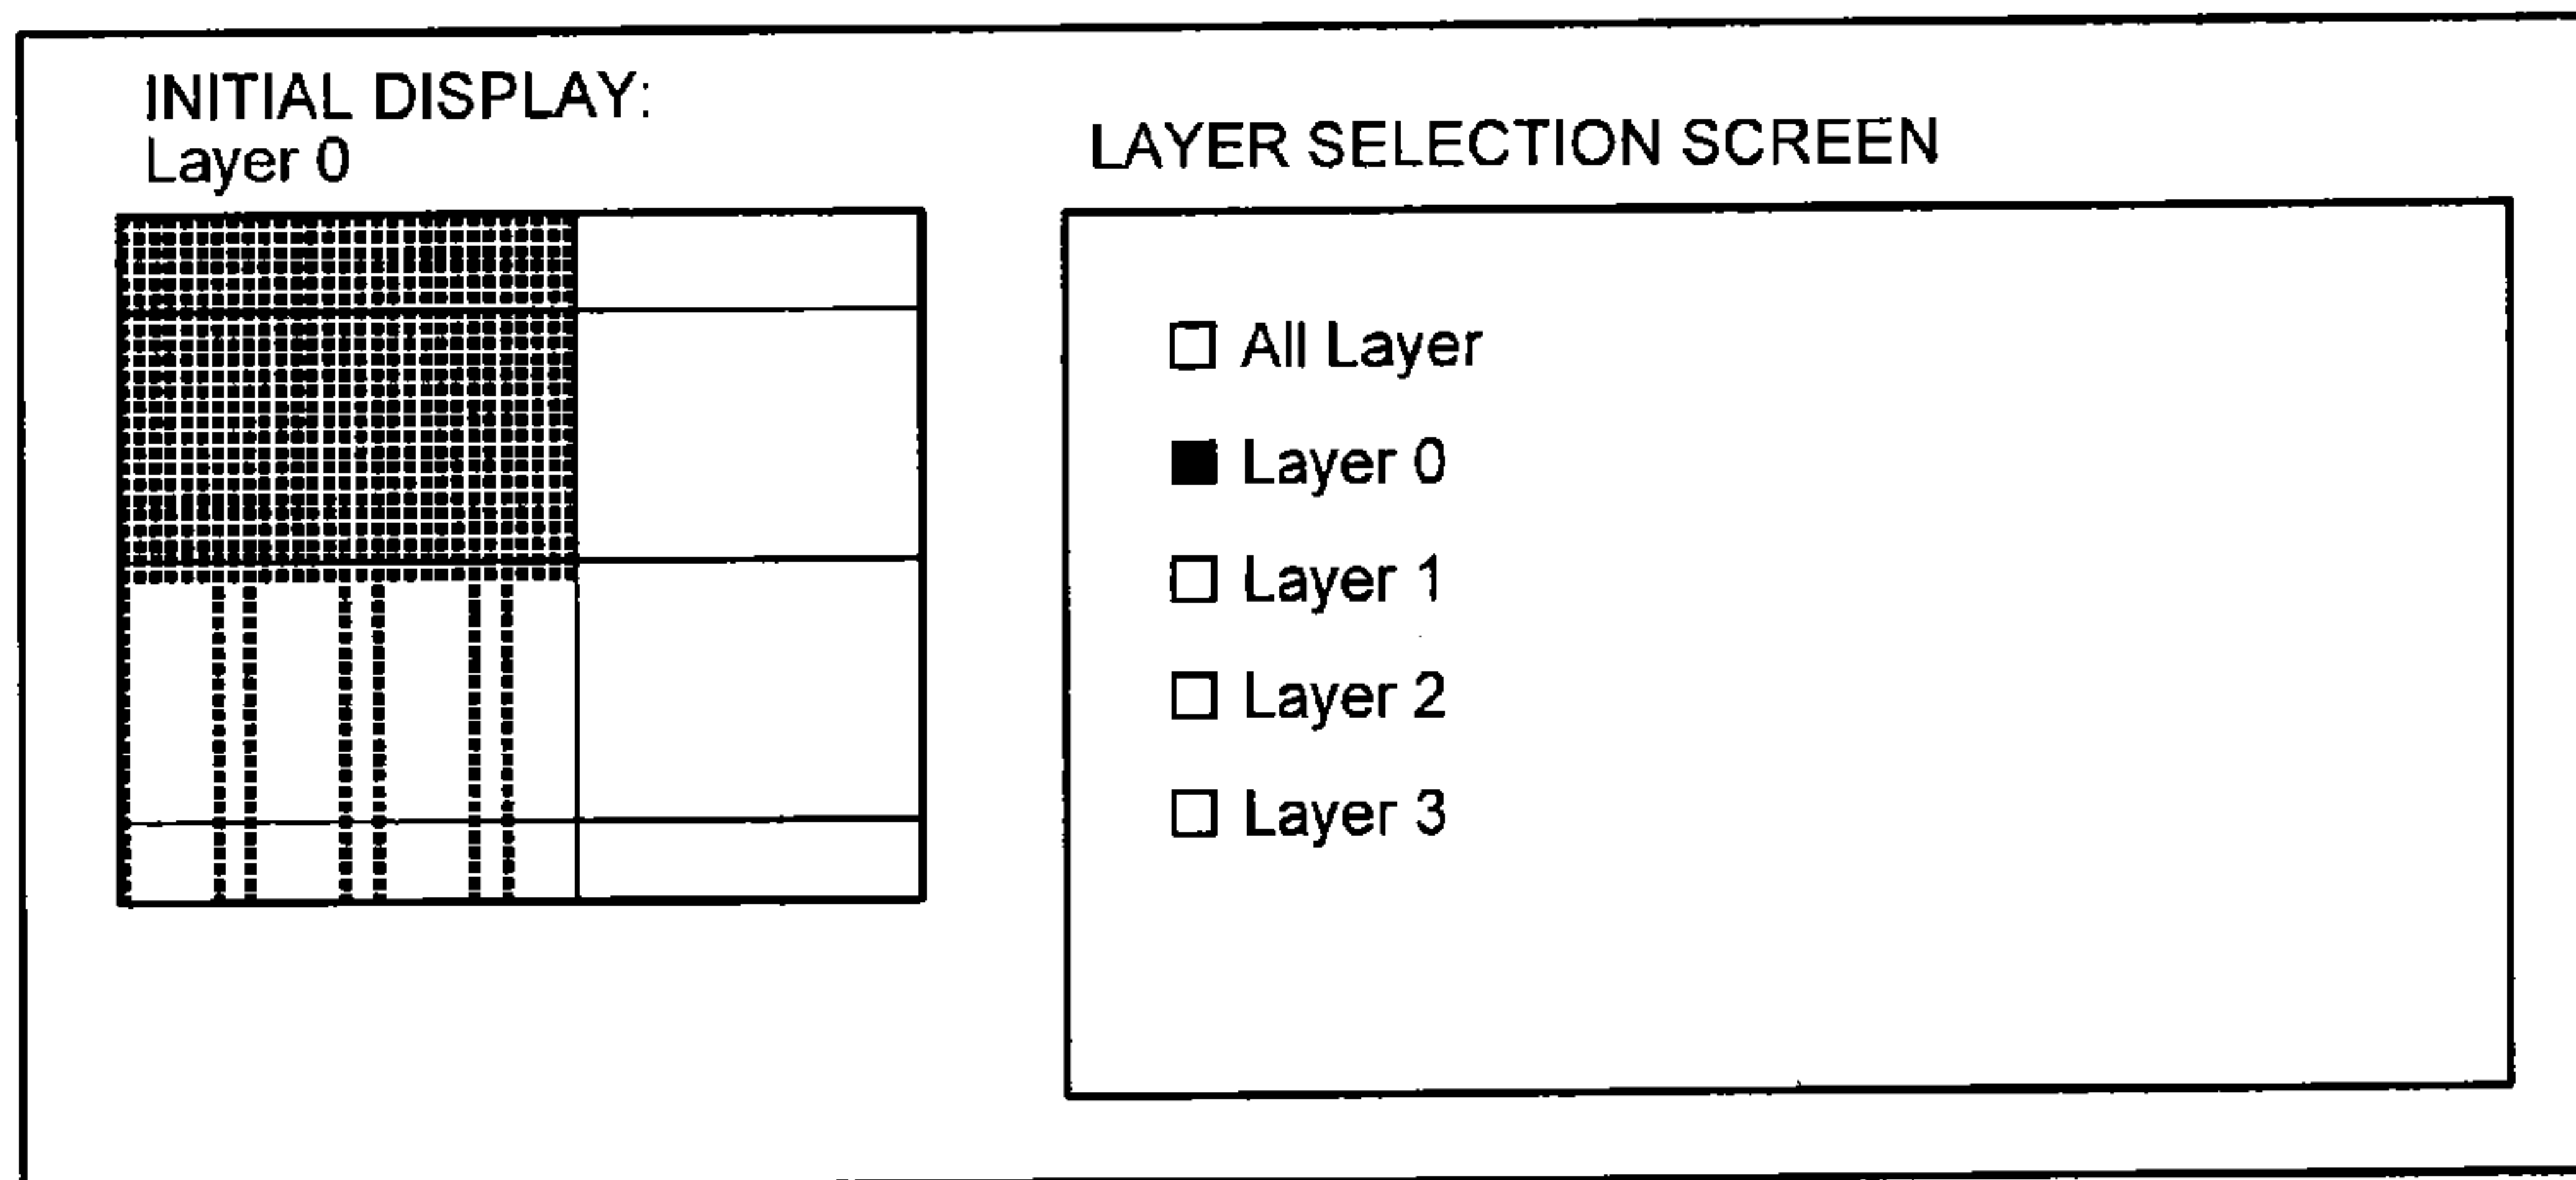 INITIAL DISPLAY:
Layer 0
LAYER SELECTION SCREEN
All Layer
Layer 0
Layer 1
Layer 2
Layer 3